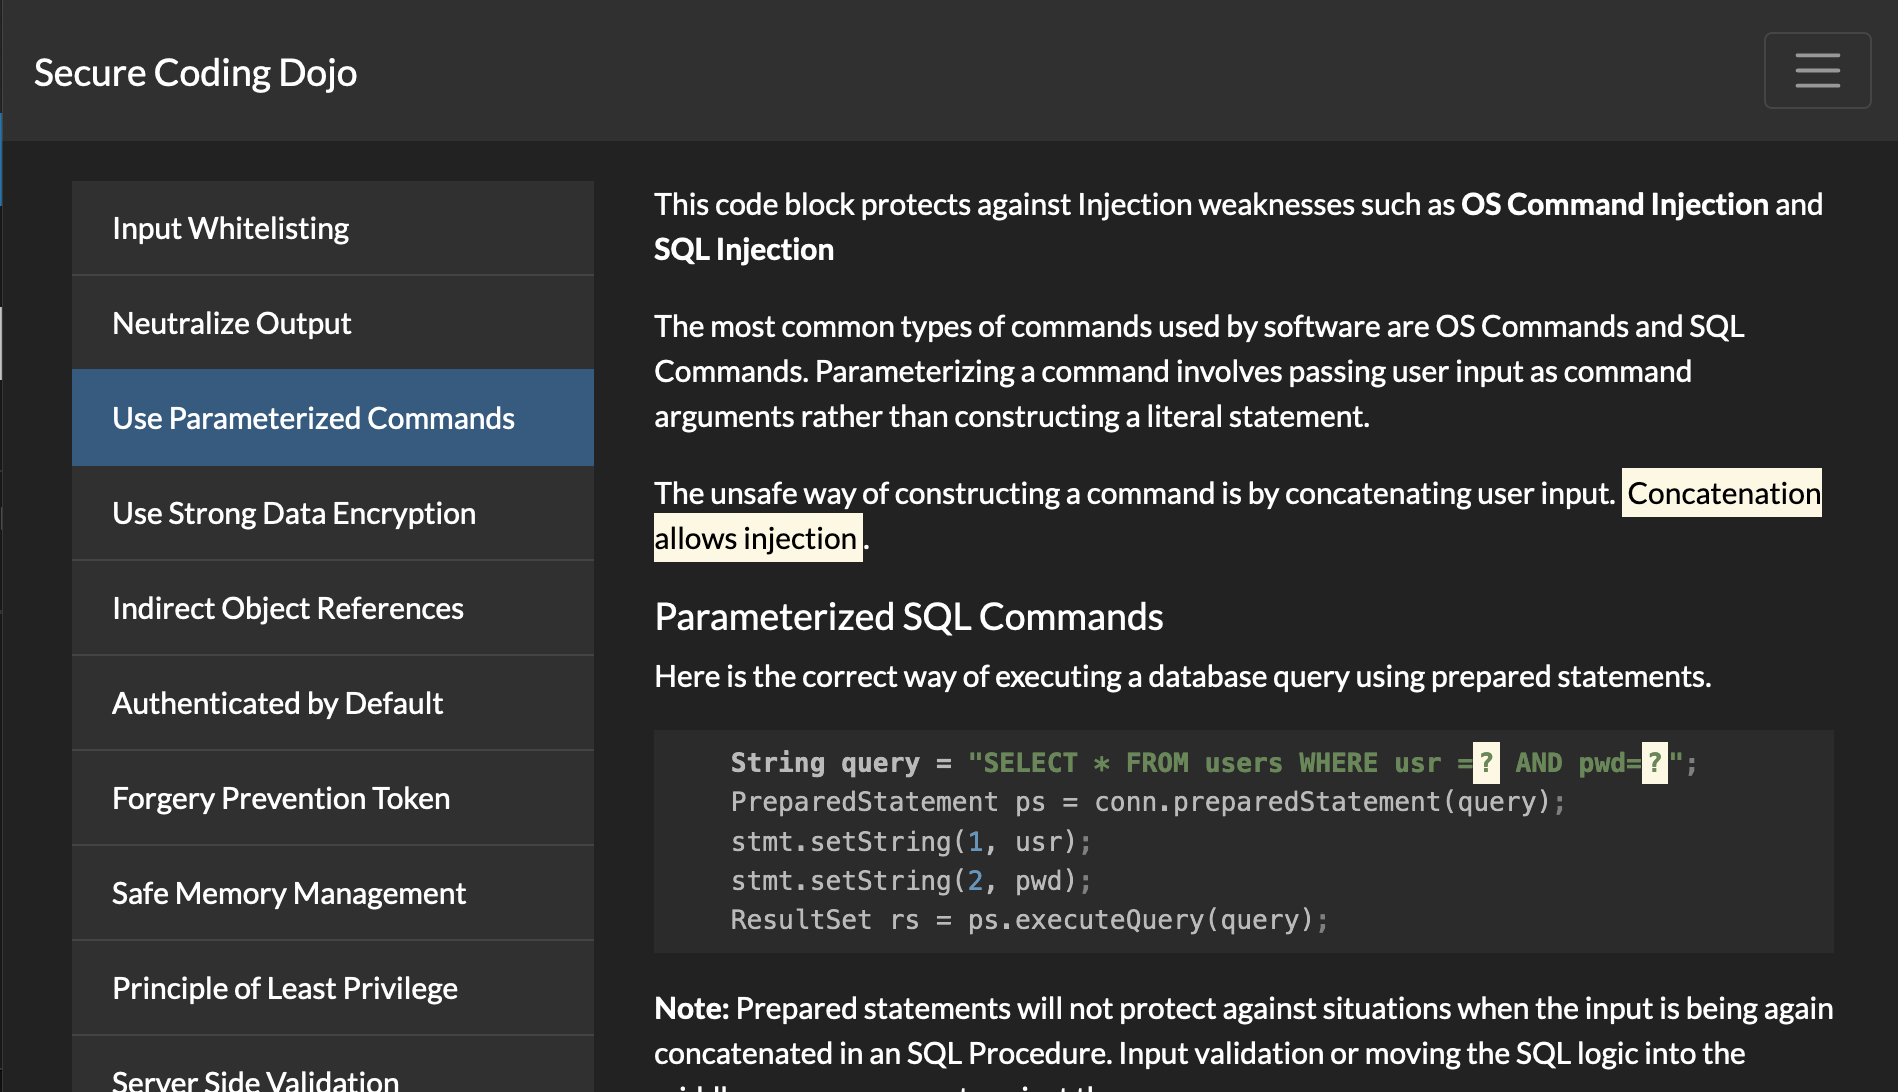 Secure Coding Dojo
Input Whitelisting
Neutralize Output
Use Parameterized Commands
Use Strong Data Encryption
Indirect Object References
Authenticated by Default
Forgery Prevention Token
Safe Memory Management
Principle of Least Privilege
Server Side Validation
This code block protects against Injection weaknesses such as OS Command Injection and
SQL Injection
The most common types of commands used by software are OS Commands and SQL
Commands. Parameterizing a command involves passing user input as command
arguments rather than constructing a literal statement.
The unsafe way of constructing a command is by concatenating user input. Concatenation
allows injection .
Parameterized SQL Commands
Here is the correct way of executing a database query using prepared statements.
String query = "SELECT * FROM users WHERE usr =? AND pwd=?";
PreparedStatement ps = conn.preparedStatement(query);
stmt.setString(1, usr);
stmt.setString(2, pwd);
ResultSet rs = ps.executeQuery(query);
Note: Prepared statements will not protect against situations when the input is being again
concatenated in an SQL Procedure. Input validation or moving the SQL logic into the